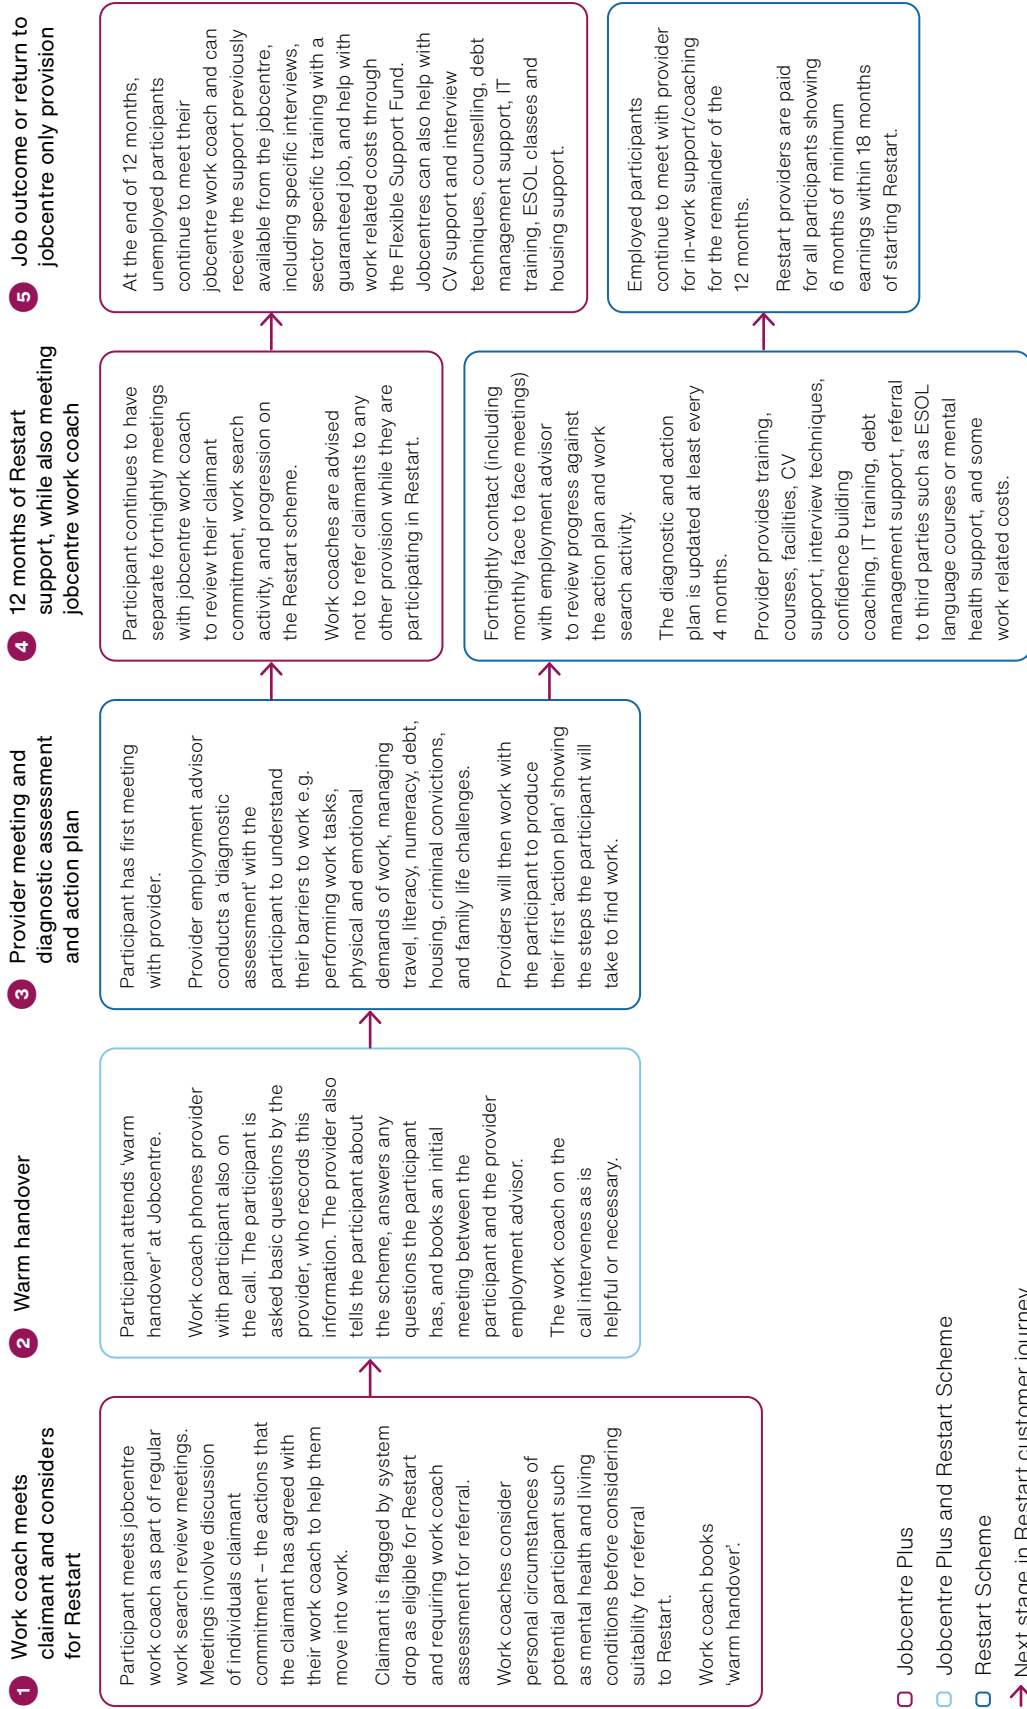 1 Work coach meets
claimant and considers
for Restart
Participant meets jobcentre
work coach as part of regular
work search review meetings.
Meetings involve discussion
of individuals claimant
commitment – the actions that
the claimant has agreed with
their work coach to help them
move into work.
Claimant is flagged by system
drop as eligible for Restart
and requiring work coach
assessment for referral.
Work coaches consider
personal circumstances of
potential participant such
as mental health and living
conditions before considering
suitability for referral
to Restart.
Work coach books
‘warm handover’.
2 Warm handover
Participant attends ‘warm
handover’ at Jobcentre.
Work coach phones provider
with participant also on
the call. The participant is
asked basic questions by the
provider, who records this
information. The provider also
tells the participant about
the scheme, answers any
questions the participant
has, and books an initial
meeting between the
participant and the provider
employment advisor.
The work coach on the
call intervenes as is
helpful or necessary.
3 Provider meeting and
diagnostic assessment
and action plan
Participant has first meeting
with provider.
Provider employment advisor
conducts a ‘diagnostic
assessment’ with the
participant to understand
their barriers to work e.g,
performing work tasks,
physical and emotional
demands of work, managing
travel, literacy, numeracy, debt,
housing, criminal convictions,
and family life challenges.
Providers will then work with
the participant to produce
their first ‘action plan’ showing
the steps the participant will
take to find work.
4 12 months of Restart
support, while also meeting
jobcentre work coach
Participant continues to have
separate fortnightly meetings
with jobcentre work coach
to review their claimant
commitment, work search
activity, and progression on
the Restart scheme.
Work coaches are advised
not to refer claimants to any
other provision while they are
participating in Restart.
Fortnightly contact (including
monthly face to face meetings)
with employment advisor
to review progress against
the action plan and work
search activity.
The diagnostic and action
plan is updated at least every
4 months.
Provider provides training,
courses, facilities, CV
support, interview techniques,
confidence building
coaching, IT training, debt
management support, referral
to third parties such as ESOL
language courses or mental
health support, and some
work related costs.
5 Job outcome or return to
jobcentre only provision
At the end of 12 months,
unemployed participants
continue to meet their
jobcentre work coach and can
receive the support previously
available from the jobcentre,
including specific interviews,
sector specific training with a
guaranteed job, and help with
work related costs through
the Flexible Support Fund.
Jobcentres can also help with
CV support and interview
techniques, counselling, debt
management support, IT
training, ESOL classes and
housing support.
Employed participants
continue to meet with provider
for in-work support/coaching
for the remainder of the
12 months.
Restart providers are paid
for all participants showing
6 months of minimum
earnings within 18 months
of starting Restart.
Jobcentre Plus
Jobcentre Plus and Restart Scheme
Restart Scheme
Next stage in Restart customer journey